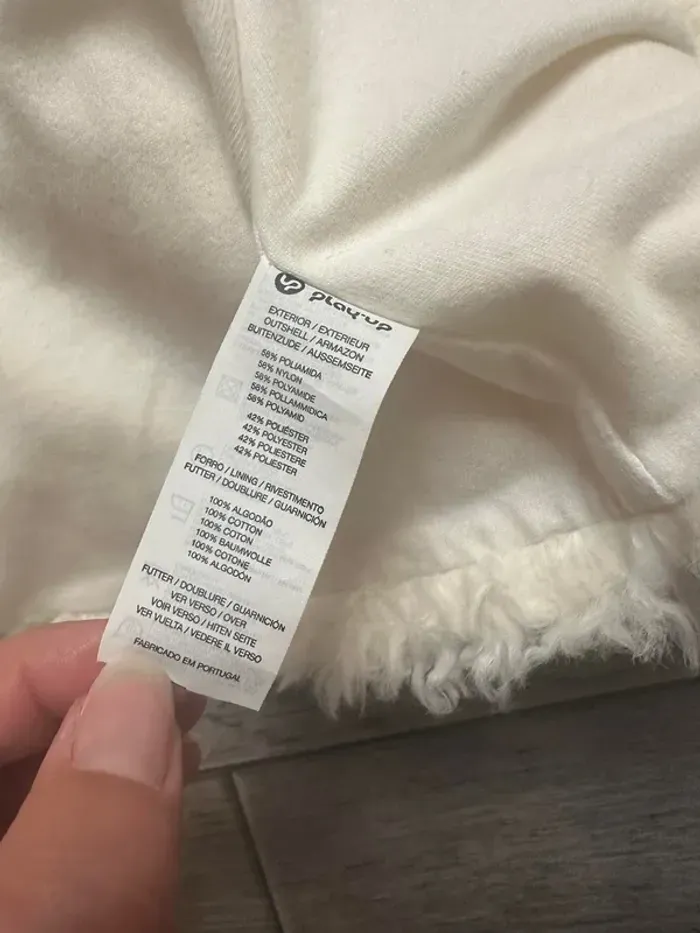 play·up
EXTERIOR / EXTERIEUR
OUTSHELL / ARMAZON
BUITENZUDE / AUSSEMSEITE
58% POLIAMIDA
58% NYLON
58% POLYAMIDE
58% POLLAMMIDICA
58% POLYAMID
42% POLIÉSTER
42% POLYESTER
42% POLIESTERE
42% POLIESTER
FORRO / LINING / RIVESTIMENTO
FUTTER / DOUBLURE / GUARNICIÓN
100% ALGODÃO
100% COTTON
100% COTON
100% BAUMWOLLE
100% COTONE
100% ALGODÓN
FUTTER / DOUBLURE / GUARNICIÓN
VER VERSO / OVER
VOIR VERSO / HITEN SEITE
VER VUELTA / VEDERE IL VERSO
FABRICADO EM PORTUGAL